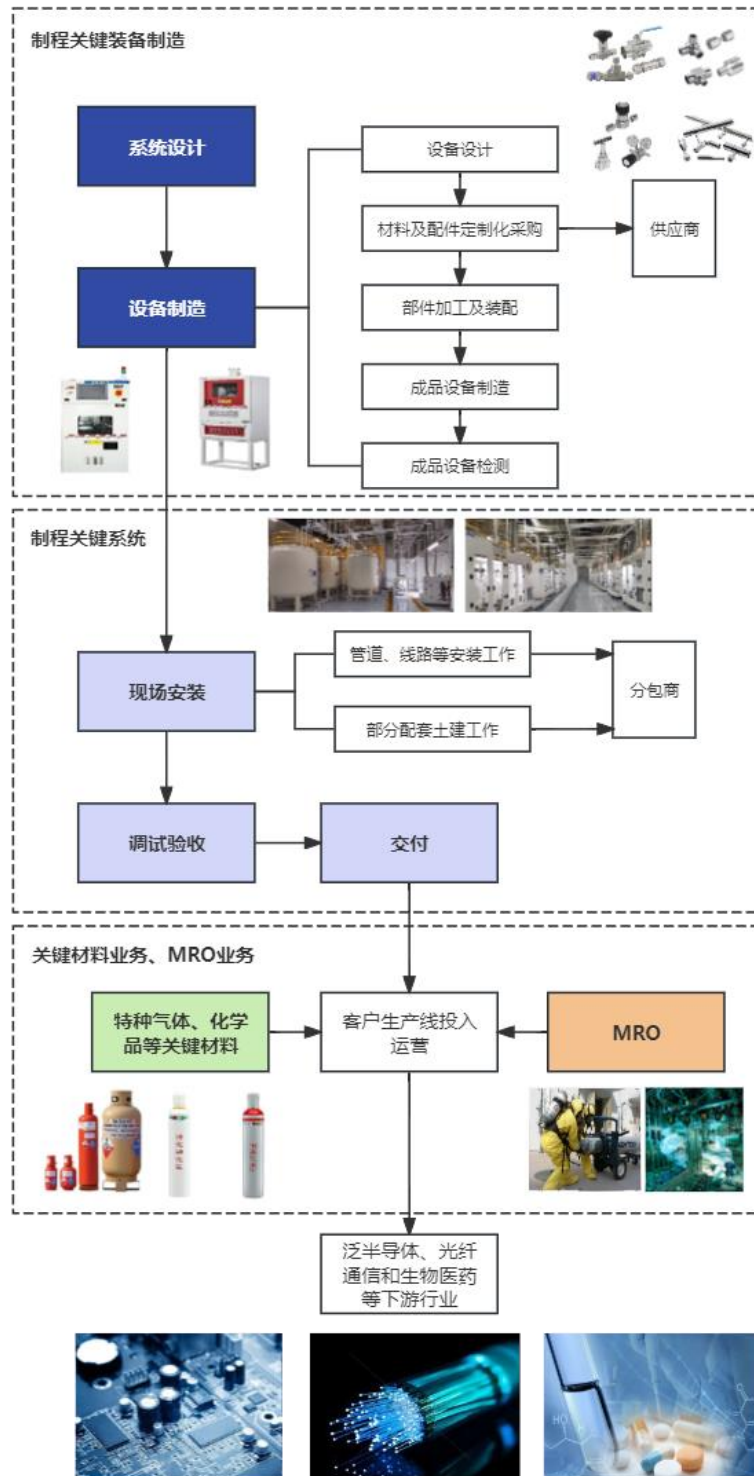 制程关键装备制造
系统设计
设备设计
材料及配件定制化采购
供应商
设备制造
部件加工及装配
成品设备制造
成品设备检测
制程关键系统
现场安装
管道、线路等安装工作
部分配套土建工作
分包商
调试验收
交付
关键材料业务、MRO业务
特种气体、化学
品等关键材料
客户生产线投入
运营
MRO
泛半导体、光纤
通信和生物医药
等下游行业